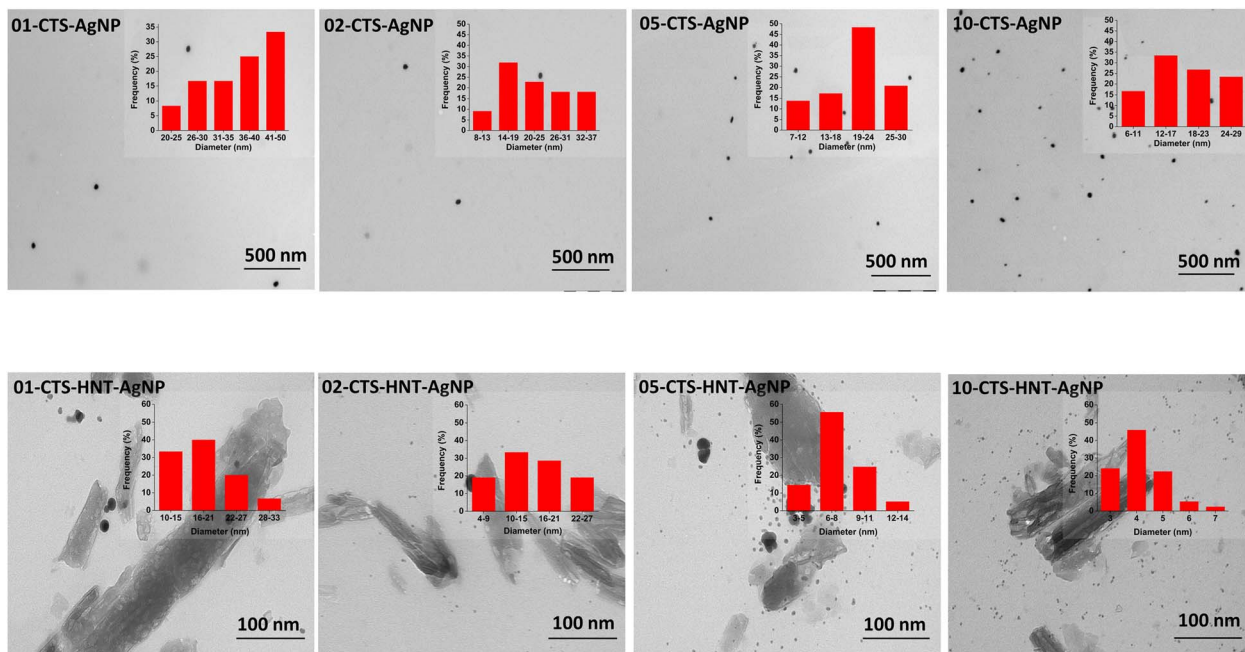 01-CTS-AgNP
35
30
25
20
15
10
5
0
Frequency (%)
20-25 26-30 31-35 36-40 41-50
Diameter (nm)
500 nm
02-CTS-AgNP
50
45
40
35
30
25
20
15
10
5
0
Frequency (%)
8-13 14-19 20-25 26-31 32-37
Diameter (nm)
500 nm
05-CTS-AgNP
50
45
40
35
30
25
20
15
10
5
0
Frequency (%)
7-12 13-18 19-24 25-30
Diameter (nm)
500 nm
10-CTS-AgNP
50
45
40
35
30
25
20
15
10
5
0
Frequency (%)
6-11 12-17 18-23 24-29
Diameter (nm)
500 nm
01-CTS-HNT-AgNP
60
50
40
30
20
10
0
Frequency (%)
10-15 16-21 22-27 28-33
Diameter (nm)
100 nm
02-CTS-HNT-AgNP
60
50
40
30
20
10
0
Frequency (%)
4-9 10-15 16-21 22-27
Diameter (nm)
100 nm
05-CTS-HNT-AgNP
60
50
40
30
20
10
0
Frequency (%)
3-5 6-8 9-11 12-14
Diameter (nm)
100 nm
10-CTS-HNT-AgNP
60
50
40
30
20
10
0
Frequency (%)
3 4 5 6 7
Diameter (nm)
100 nm